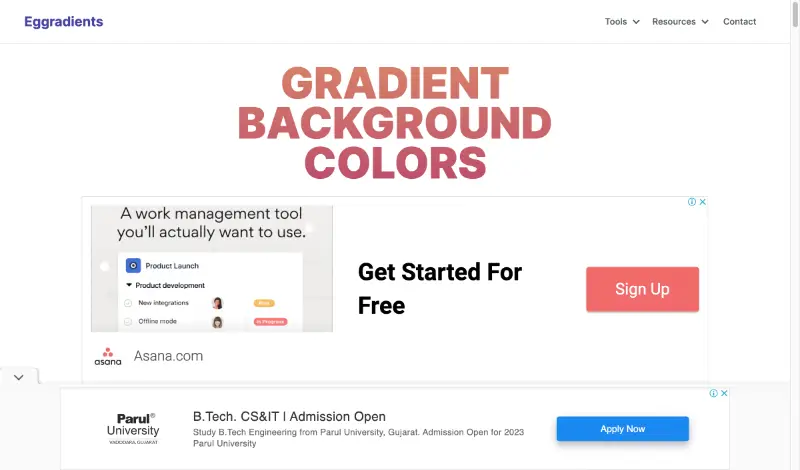 Eggradients
Tools
Resources
Contact
GRADIENT
BACKGROUND
COLORS
A work management tool
you'll actually want to use.
Product Launch
Product development
New integrations
Offline mode
In Progress
Get Started For
Free
Sign Up
asana
Asana.com
Parul®
University
VADODARA, GUJARAT
B.Tech. CS&IT | Admission Open
Study B.Tech Engineering from Parul University, Gujarat. Admission Open for 2023
Parul University
Apply Now